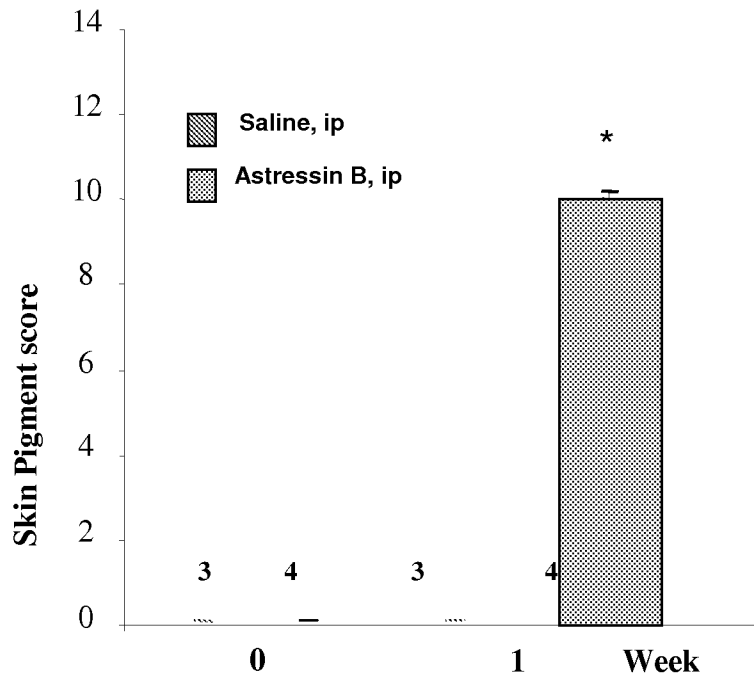 14
12
10
8
6
4
2
0
Skin Pigment score
Saline, ip
Astressin B, ip
*
3 4 3 4
0 1 Week